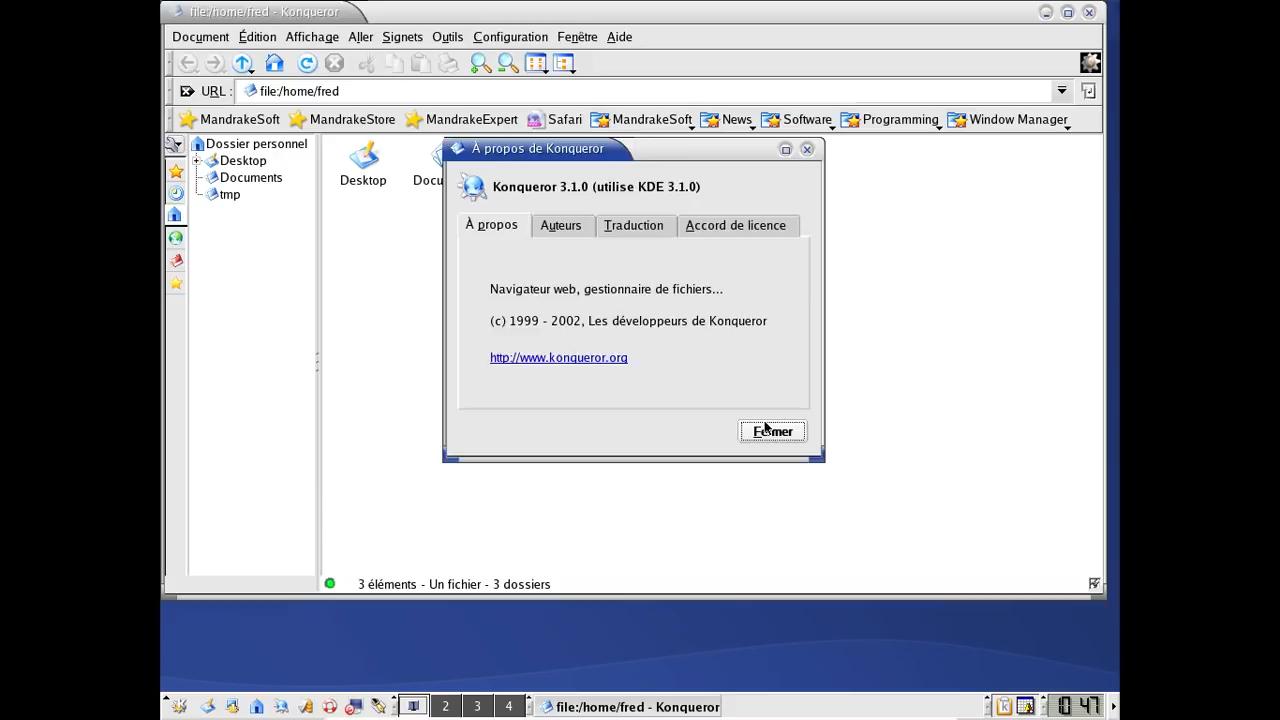 file:/home/fred - Konqueror
Document Édition Affichage Aller Signets Outils Configuration Fenêtre Aide
URL : file:/home/fred
MandrakeSoft MandrakeStore MandrakeExpert Safari MandrakeSoft News Software Programming Window Manager
Dossier personnel
Desktop
Documents
tmp
Desktop
Docu
À propos de Konqueror
Konqueror 3.1.0 (utilise KDE 3.1.0)
À propos Auteurs Traduction Accord de licence
Navigateur web, gestionnaire de fichiers...
(c) 1999 - 2002, Les développeurs de Konqueror
http://www.konqueror.org
Fermer
3 éléments - Un fichier - 3 dossiers
2 3 4 file:/home/fred - Konqueror 0 47